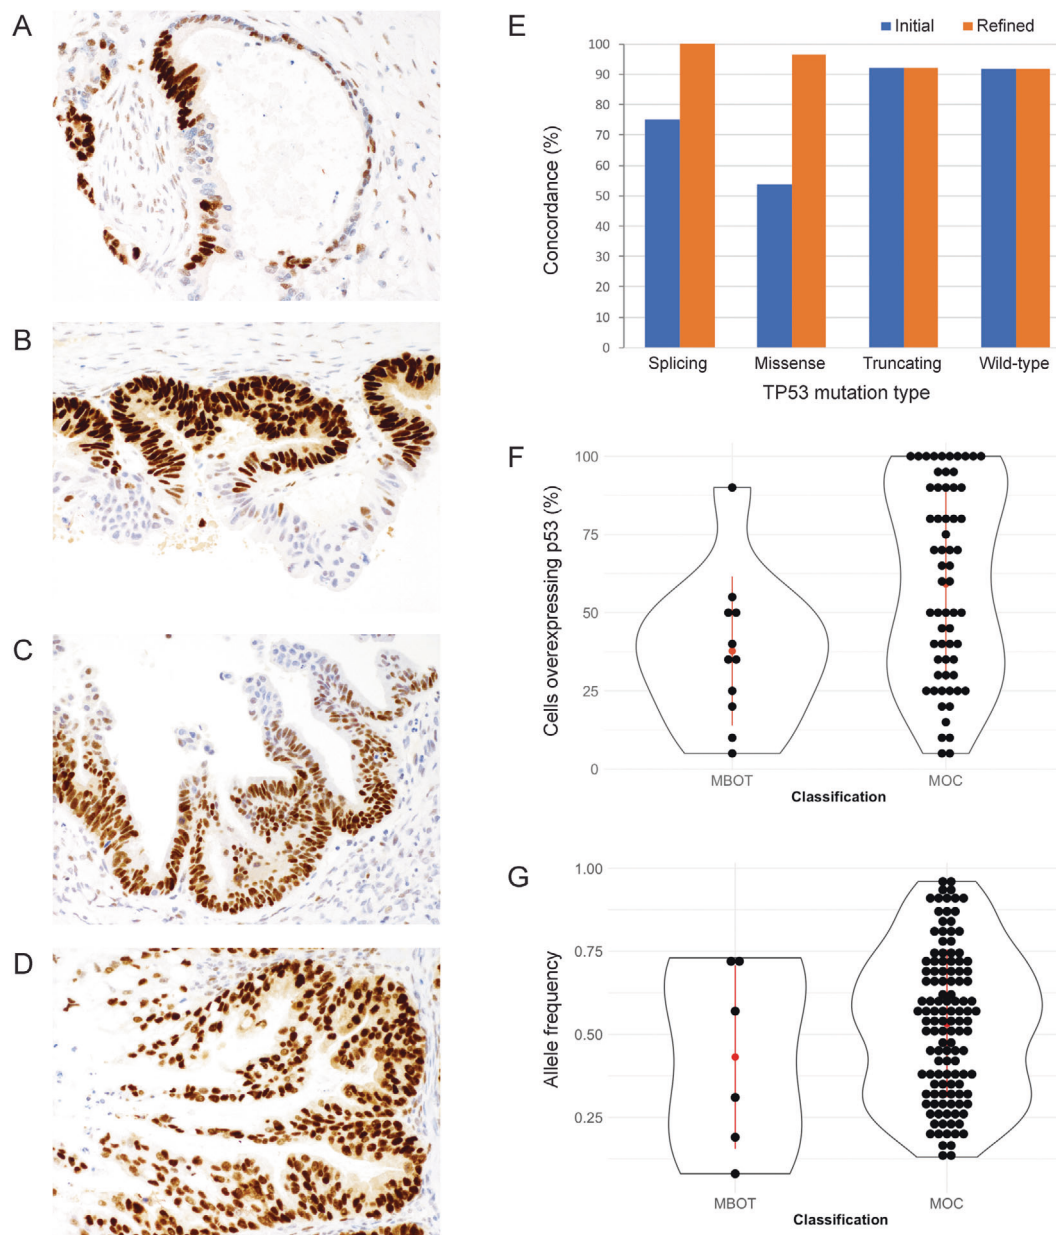 A
B
C
D
E
Initial Refined
Concordance (%)
100
90
80
70
60
50
40
30
20
10
0
Splicing Missense Truncating Wild-type
TP53 mutation type
F
Cells overexpressing p53 (%)
100
75
50
25
0
MBOT MOC
Classification
G
Allele frequency
1.00
0.75
0.50
0.25
MBOT MOC
Classification